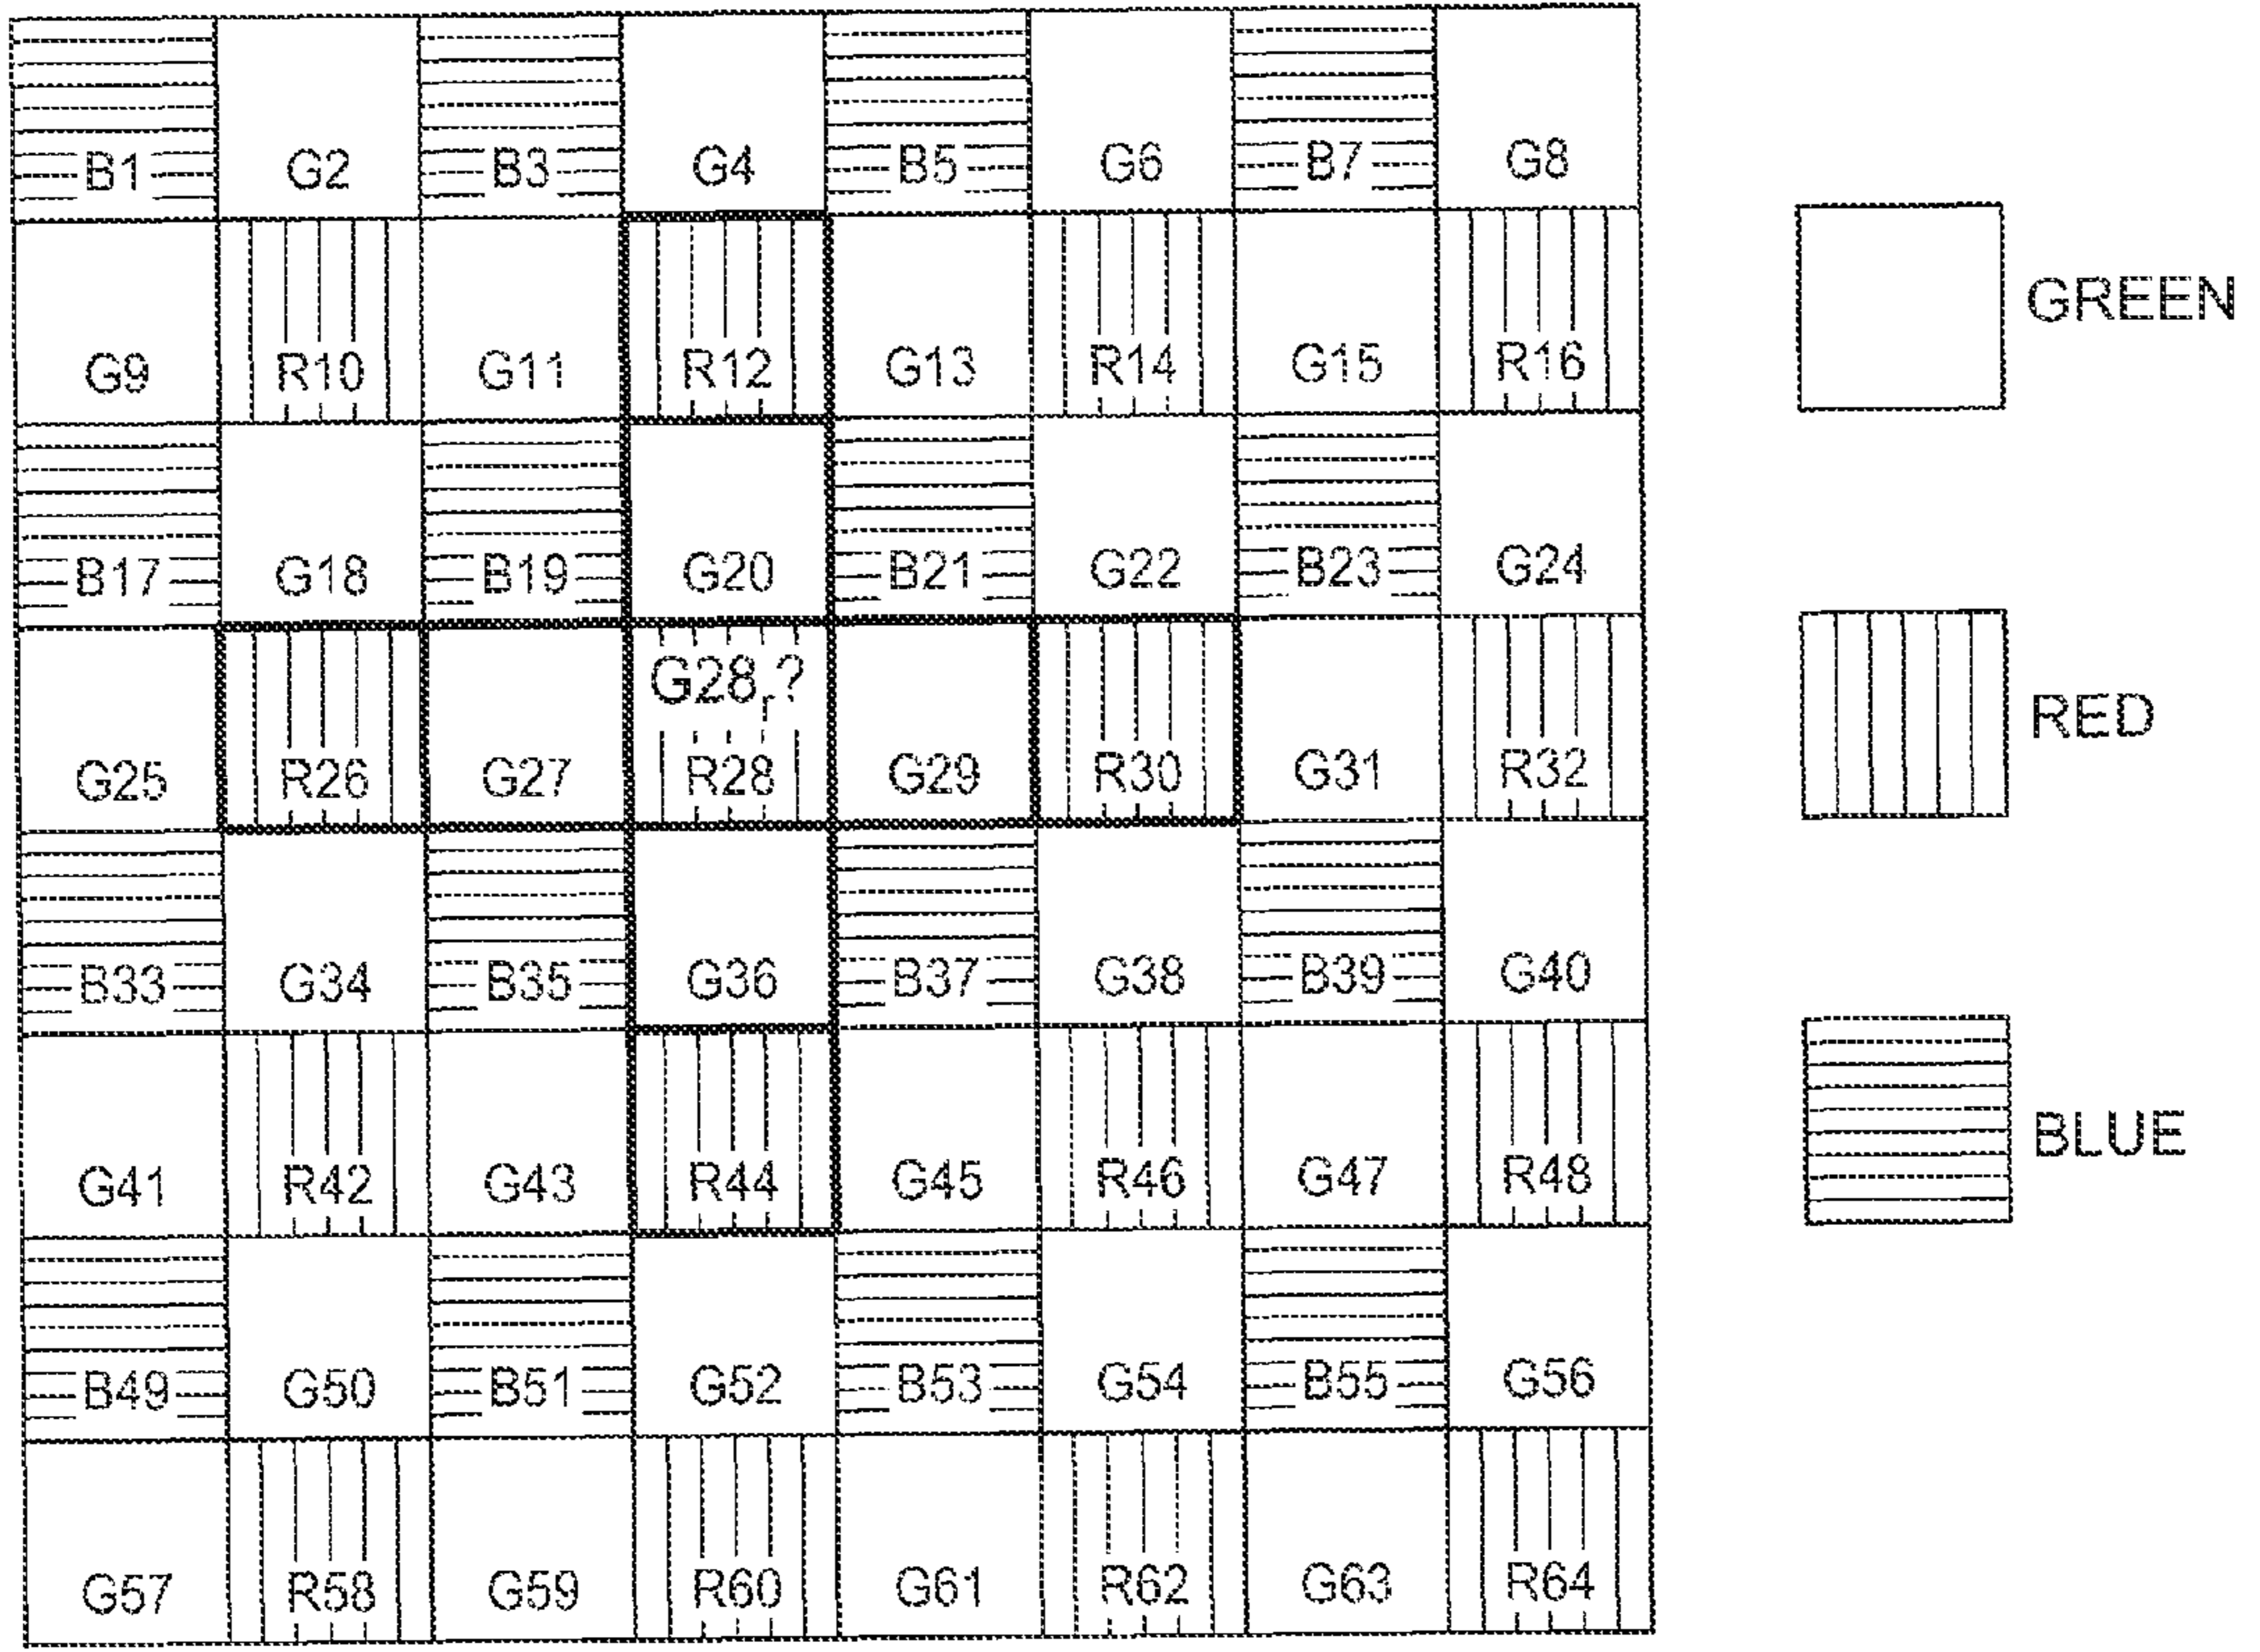 B1 G2 B3 G4 B5 G6 B7 G8
G9 R10 G11 R12 G13 R14 G15 R16
GREEN
B17 G18 B19 G20 B21 G22 B23 G24
G28 ?
G25 R26 G27 R28 G29 R30 G31 R32
RED
B33 G34 B35 G36 B37 G38 B39 G40
G41 R42 G43 R44 G45 R46 G47 R48
BLUE
B49 G50 B51 G52 B53 G54 B55 G56
G57 R58 G59 R60 G61 R62 G63 R64